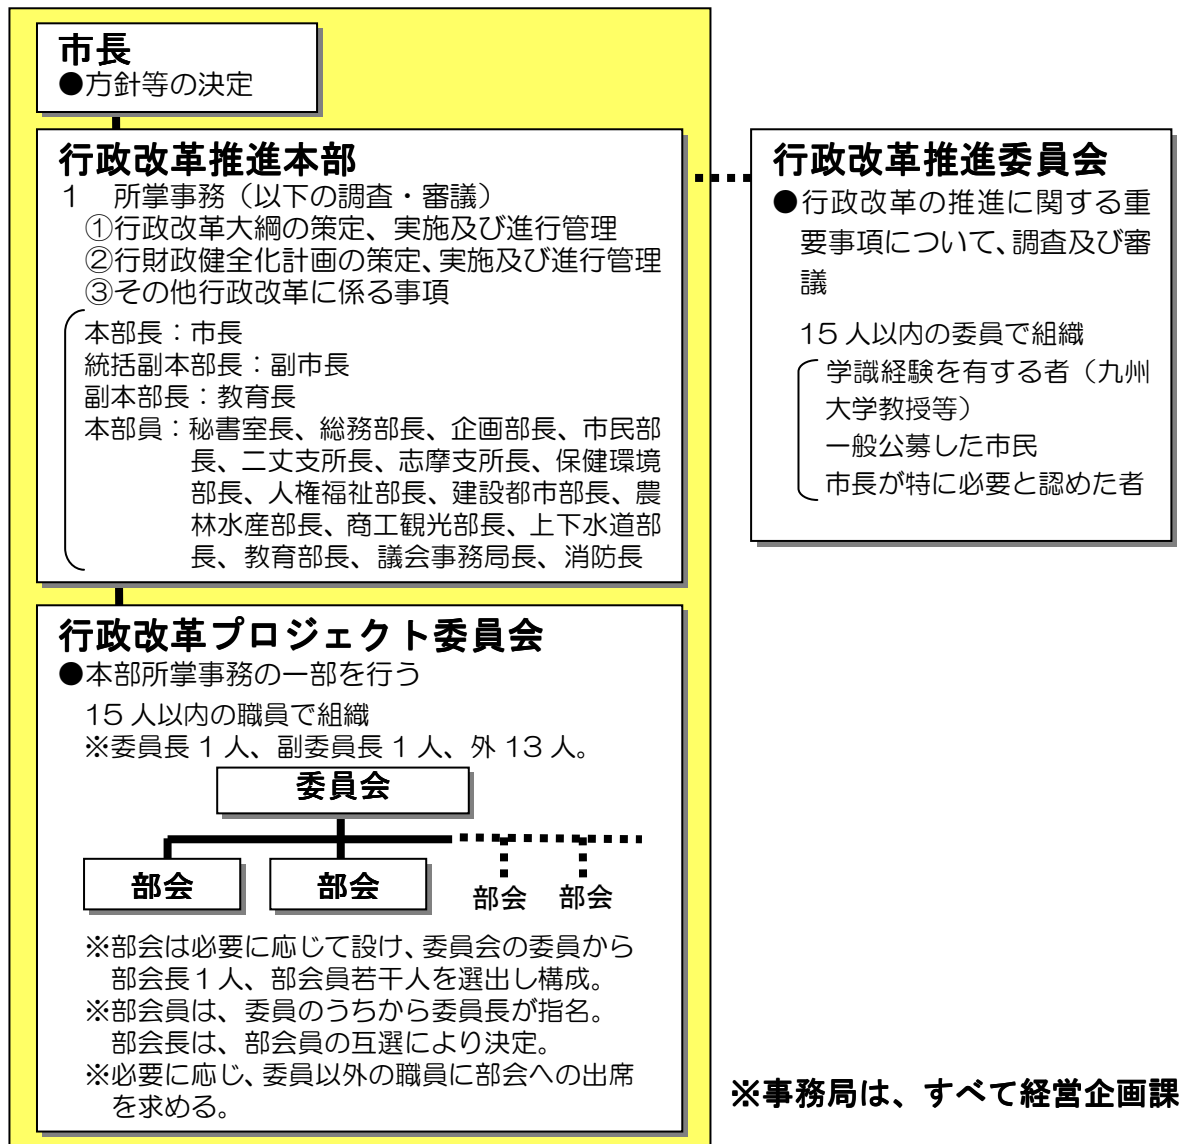 市長
●方針等の決定
行政改革推進本部
1 所掌事務（以下の調査・審議）
①行政改革大綱の策定、実施及び進行管理
②行財政健全化計画の策定、実施及び進行管理
③その他行政改革に係る事項
本部長：市長
統括副本部長：副市長
副本部長：教育長
本部員：秘書室長、総務部長、企画部長、市民部
長、二丈支所長、志摩支所長、保健環境
部長、人権福祉部長、建設都市部長、農
林水産部長、商工観光部長、上下水道部
長、教育部長、議会事務局長、消防長
行政改革推進委員会
●行政改革の推進に関する重
要事項について、調査及び審
議
15人以内の委員で組織
学識経験を有する者（九州
大学教授等）
一般公募した市民
市長が特に必要と認めた者
行政改革プロジェクト委員会
●本部所掌事務の一部を行う
15人以内の職員で組織
※委員長1人、副委員長1人、外13人。
委員会
部会 部会 部会 部会
※部会は必要に応じて設け、委員会の委員から
部会長1人、部会員若干人を選出し構成。
※部会員は、委員のうちから委員長が指名。
部会長は、部会員の互選により決定。
※必要に応じ、委員以外の職員に部会への出席
を求める。
※事務局は、すべて経営企画課